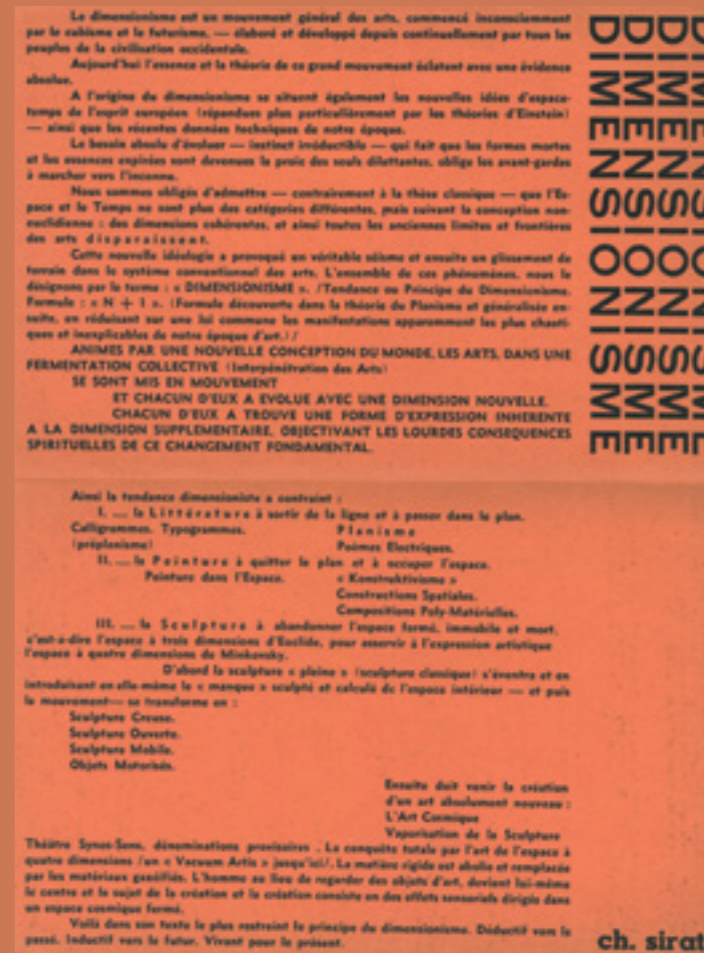 Le dimensionisme est un mouvement général des arts, commencé inconsciemment
par le cubisme et le futurisme, — élaboré et développé depuis continuellement par tous les
peuples de la civilisation occidentale.
Aujourd'hui l'essence et la théorie de ce grand mouvement éclatent avec une évidence
absolue.
A l'origine du dimensionisme se situent également les nouvelles idées d'espace-
temps de l'esprit européen (répandues plus particulièrement par les théories d'Einstein)
— ainsi que les récentes données techniques de notre époque.
Le besoin absolu d'évoluer — instinct irréductible — qui fait que les formes mortes
et les essences expirées sont devenues la proie des seuls dilettantes, oblige les avant-gardes
à marcher vers l'inconnu.
Nous sommes obligés d'admettre — contrairement à la thèse classique — que l'Es-
pace et le Temps ne sont plus des catégories différentes, mais suivant la conception non-
euclidienne : des dimensions cohérentes, et ainsi toutes les anciennes limites et frontières
des arts disparaissent.
Cette nouvelle idéologie a provoqué un véritable séisme et ensuite un glissement de
terrain dans le système conventionnel des arts. L'ensemble de ces phénomènes, nous le
désignons par le terme : « DIMENSIONISME ». /Tendance ou Principe du Dimensionisme.
Formule : « N + 1 ». (Formule découverte dans la théorie du Planisme et généralisée en-
suite, en réduisant sur une loi commune les manifestations apparemment les plus chaoti-
ques et inexplicables de notre époque d'art.)/
ANIMES PAR UNE NOUVELLE CONCEPTION DU MONDE, LES ARTS, DANS UNE
FERMENTATION COLLECTIVE (Interpénétration des Arts)
SE SONT MIS EN MOUVEMENT
ET CHACUN D'EUX A EVOLUE AVEC UNE DIMENSION NOUVELLE.
CHACUN D'EUX A TROUVE UNE FORME D'EXPRESSION INHERENTE
A LA DIMENSION SUPPLEMENTAIRE, OBJECTIVANT LES LOURDES CONSEQUENCES
SPIRITUELLES DE CE CHANGEMENT FONDAMENTAL.
DIMENSIONISME
DIMENSIONISME
DIMENSIONISME
Ainsi la tendance dimensioniste a contraint :
I. ... la Littérature à sortir de la ligne et à passer dans le plan.
Calligrammes. Typogrammes. Planisme
(préplanisme) Poèmes Electriques.
II. ... la Peinture à quitter le plan et à occuper l'espace.
Peinture dans l'Espace. « Konstruktivisme »
Constructions Spatiales.
Compositions Poly-Matérielles.
III. ... la Sculpture à abandonner l'espace fermé, immobile et mort,
c'est-a-dire l'espace à trois dimensions d'Euclide, pour asservir à l'expression artistique
l'espace à quatre dimensions de Minkovsky.
D'abord la sculpture « pleine » (sculpture classique) s'éventra et en
introduisant en elle-même le « manque » sculpté et calculé de l'espace intérieur — et puis
le mouvement— se transforme en :
Sculpture Creuse.
Sculpture Ouverte.
Sculpture Mobile.
Objets Motorisés.
Ensuite doit venir la création
d'un art absolument nouveau :
L'Art Cosmique
Vaporisation de la Sculpture
Théâtre Synos-Sens, dénominations provisoires . La conquête totale par l'art de l'espace à
quatre dimensions /un « Vacuum Artis » jusqu'ici/. La matière rigide est abolie et remplacée
par les matériaux gazéifiés. L'homme au lieu de regarder des objets d'art, devient lui-même
le centre et le sujet de la création et la création consiste en des effets sensoriels dirigés dans
un espace cosmique fermé.
Voilà dans son texte le plus restreint le principe du dimensionisme. Déductif vers le
passé. Inductif vers le futur. Vivant pour le présent.
ch. sirat